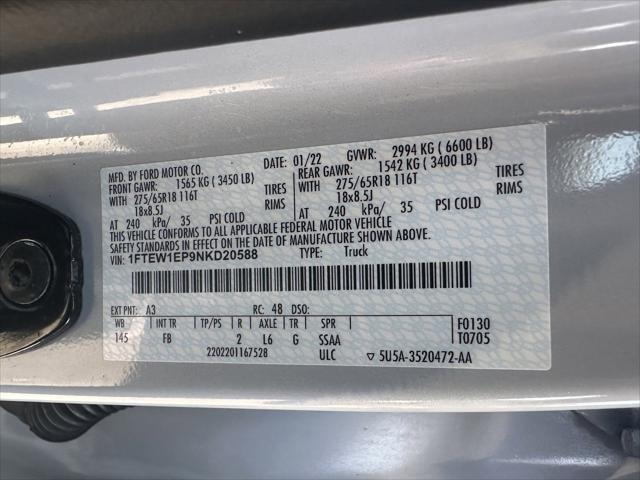 MFD. BY FORD MOTOR CO.
DATE: 01/22 GVWR: 2994 KG ( 6600 LB)
FRONT GAWR: 1565 KG ( 3450 LB) REAR GAWR: 1542 KG ( 3400 LB)
WITH 275/65R18 116T TIRES WITH 275/65R18 116T TIRES
18x8.5J RIMS 18x8.5J RIMS
AT 240 kPa/ 35 PSI COLD AT 240 kPa/ 35 PSI COLD
THIS VEHICLE CONFORMS TO ALL APPLICABLE FEDERAL MOTOR VEHICLE
SAFETY STANDARDS IN EFFECT ON THE DATE OF MANUFACTURE SHOWN ABOVE.
VIN: 1FTEW1EP9NKD20588 TYPE: Truck
EXT PNT: A3 RC: 48 DSO:
WB INT TR TP/PS R AXLE TR SPR F0130
145 FB 2 L6 G SSAA T0705
2202201167528 ULC 5U5A-3520472-AA